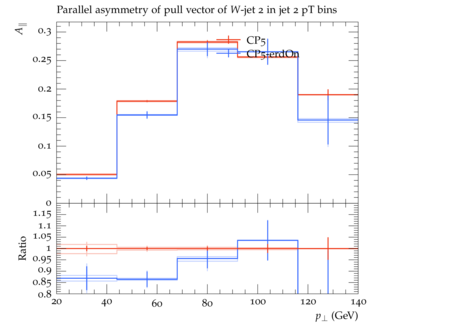 Parallel asymmetry of pull vector of W-jet 2 in jet 2 pT bins
A∥
0.3
0.25
0.2
0.15
0.1
0.05
0
CP5
CP5-erdOn
Ratio
1.15
1.1
1.05
1
0.95
0.9
0.85
0.8
20 40 60 80 100 120 140
p⊥ (GeV)